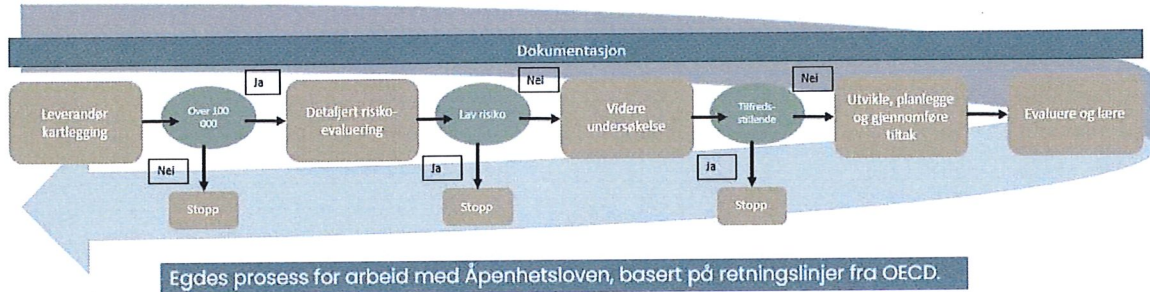 Dokumentasjon
Leverandør
kartlegging
Over 100
000
Ja
Nei
Stopp
Detaljert risiko-
evaluering
Lav risiko
Nei
Ja
Stopp
Videre
undersøkelse
Tilfreds-
stillende
Nei
Ja
Stopp
Utvikle, planlegge
og gjennomføre
tiltak
Evaluere og lære
Egdes prosess for arbeid med Åpenhetsloven, basert på retningslinjer fra OECD.